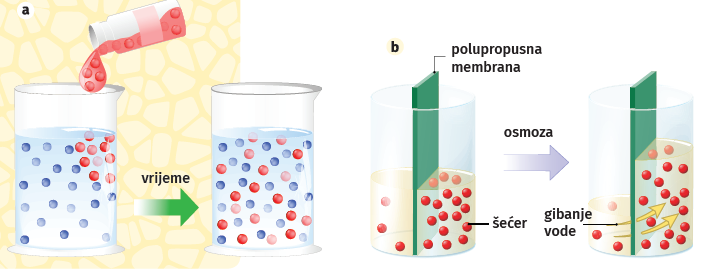 a
vrijeme
b
polupropusna
membrana
osmoza
šećer
gibanje
vode